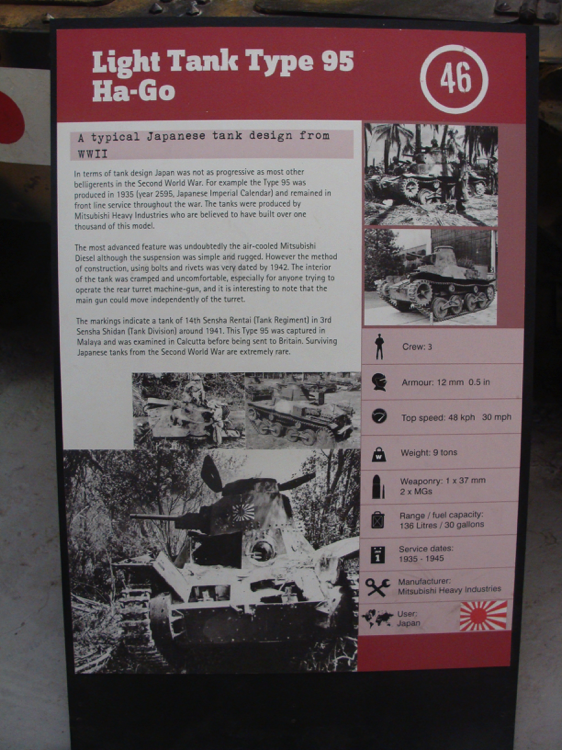 Light Tank Type 95
Ha-Go
46
A typical Japanese tank design from
WWII
In terms of tank design Japan was not as progressive as most other
belligerents in the Second World War. For example the Type 95 was
produced in 1935 (year 2595, Japanese Imperial Calendar) and remained in
front line service throughout the war. The tanks were produced by
Mitsubishi Heavy Industries who are believed to have built over one
thousand of this model.
The most advanced feature was undoubtedly the air-cooled Mitsubishi
Diesel although the suspension was simple and rugged. However the method
of construction, using bolts and rivets was very dated by 1942. The interior
of the tank was cramped and uncomfortable, especially for anyone trying to
operate the rear turret machine-gun, and it is interesting to note that the
main gun could move independently of the turret.
The markings indicate a tank of 14th Sensha Rentai (Tank Regiment) in 3rd
Sensha Shidan (Tank Division) around 1941. This Type 95 was captured in
Malaya and was examined in Calcutta before being sent to Britain. Surviving
Japanese tanks from the Second World War are extremely rare.
Crew: 3
Armour: 12 mm 0.5 in
Top speed: 48 kph 30 mph
W
Weight: 9 tons
Weaponry: 1 x 37 mm
2 x MGs
Range / fuel capacity:
136 Litres / 30 gallons
1
Service dates:
1935 - 1945
Manufacturer:
Mitsubishi Heavy Industries
User:
Japan